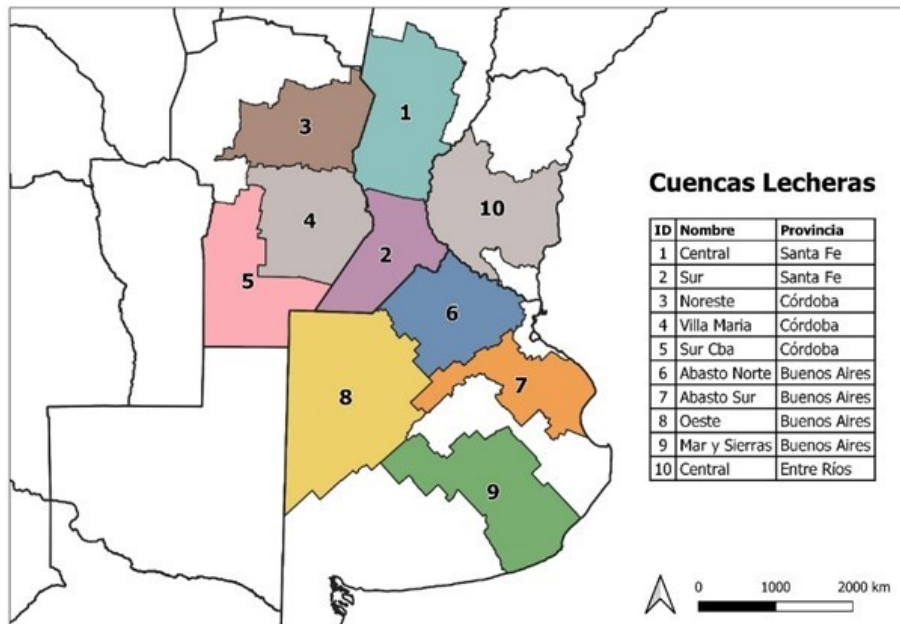 1
3
10
4
2
5
6
7
8
9
Cuencas Lecheras
ID Nombre Provincia
1 Central Santa Fe
2 Sur Santa Fe
3 Noreste Córdoba
4 Villa Maria Córdoba
5 Sur Cba Córdoba
6 Abasto Norte Buenos Aires
7 Abasto Sur Buenos Aires
8 Oeste Buenos Aires
9 Mar y Sierras Buenos Aires
10 Central Entre Ríos
0 1000 2000 km